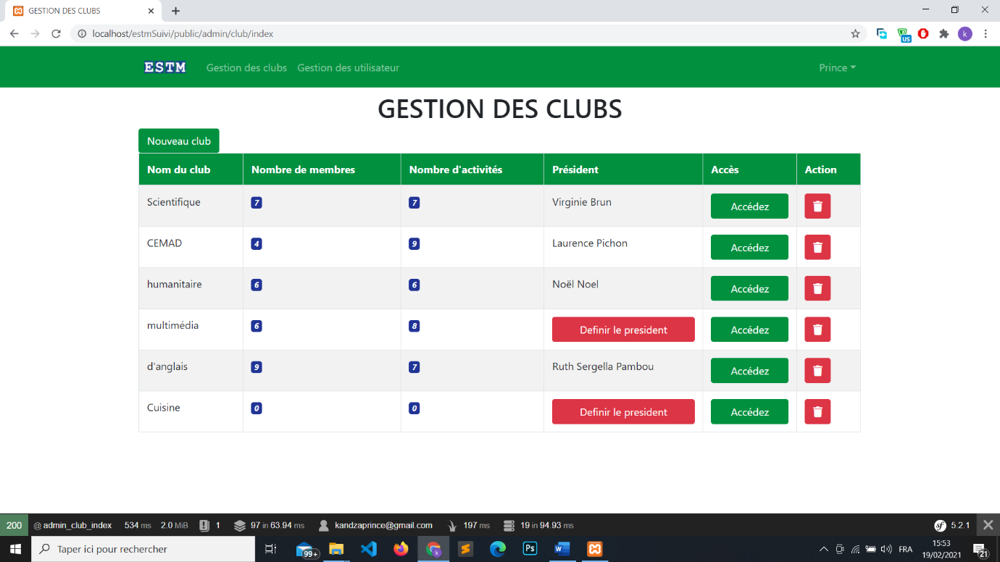 GESTION DES CLUBS
localhost/estmSuivi/public/admin/club/index
US
k
ESTM Gestion des clubs Gestion des utilisateur Prince
GESTION DES CLUBS
Nouveau club
Nom du club Nombre de membres Nombre d'activités Président Accès Action
Scientifique 7 7 Virginie Brun Accédez
CEMAD 4 9 Laurence Pichon Accédez
humanitaire 6 6 Noël Noel Accédez
multimédia 6 8 Definir le president Accédez
d'anglais 9 7 Ruth Sergella Pambou Accédez
Cuisine 0 0 Definir le president Accédez
200 @ admin_club_index 534 ms 2.0 MiB 1 97 in 63.94 ms kandzaprince@gmail.com 197 ms 19 in 94.93 ms sf 5.2.1
Taper ici pour rechercher 99+ k Ps W FRA 15:53
19/02/2021 21